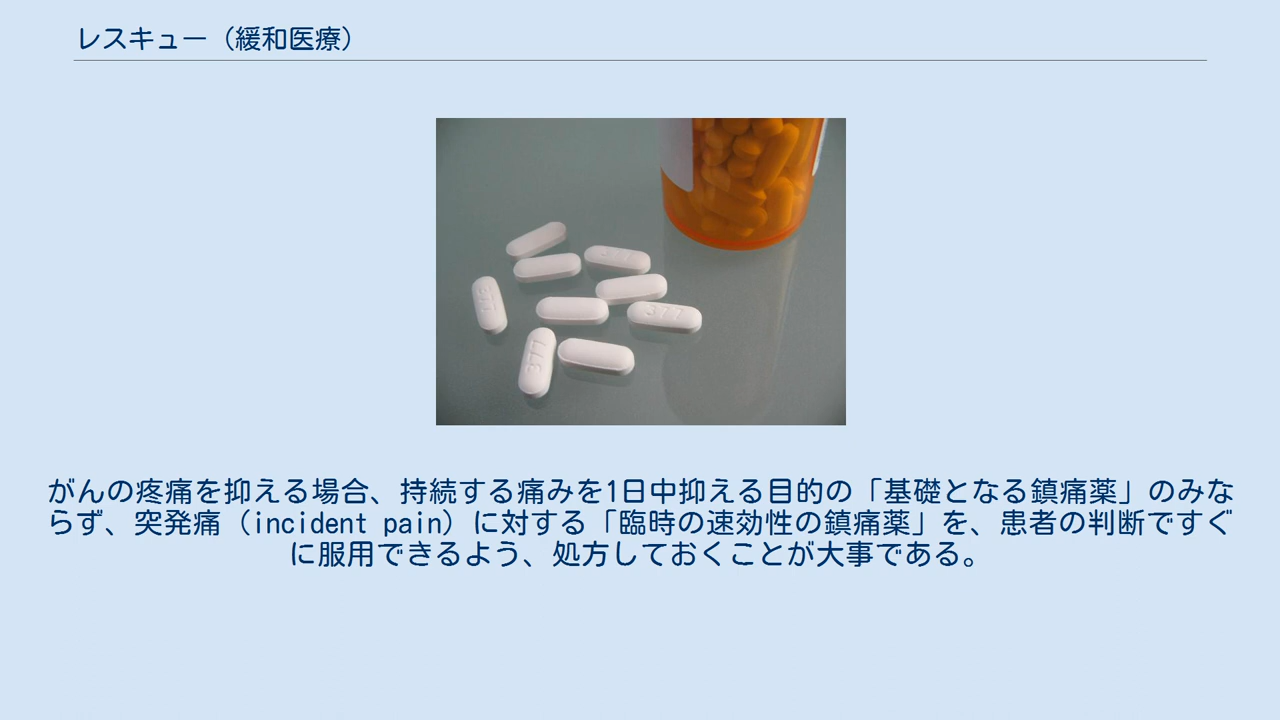 レスキュー（緩和医療）
377
377
377
377
がんの疼痛を抑える場合、持続する痛みを1日中抑える目的の「基礎となる鎮痛薬」のみな
らず、突発痛（incident pain）に対する「臨時の速効性の鎮痛薬」を、患者の判断ですぐ
に服用できるよう、処方しておくことが大事である。